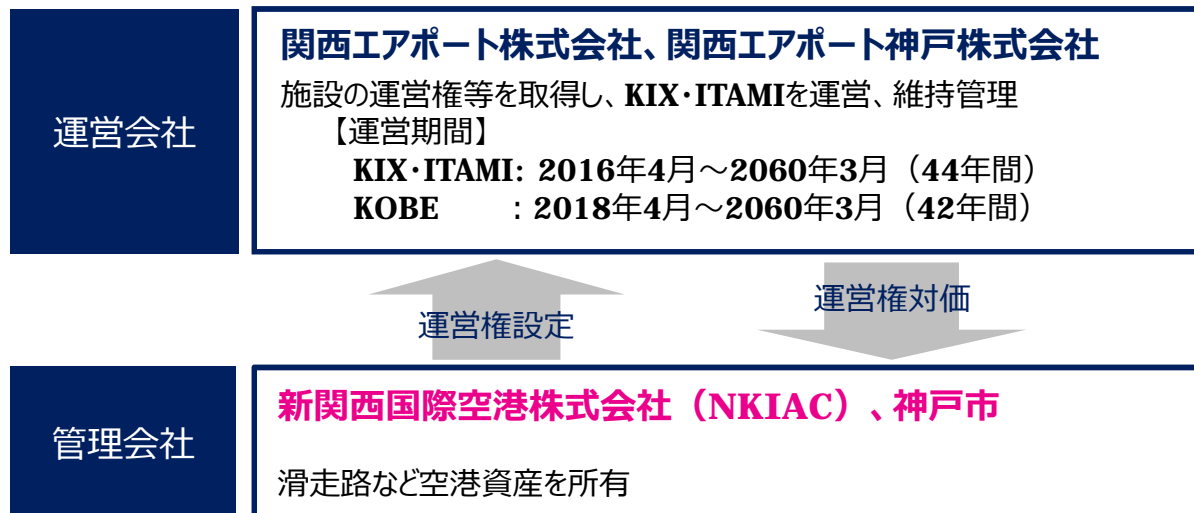 運営会社
関西エアポート株式会社、関西エアポート神戸株式会社
施設の運営権等を取得し、KIX・ITAMIを運営、維持管理
【運営期間】
KIX・ITAMI: 2016年4月～2060年3月（44年間）
KOBE : 2018年4月～2060年3月（42年間）
運営権設定
運営権対価
管理会社
新関西国際空港株式会社（NKIAC）、神戸市
滑走路など空港資産を所有